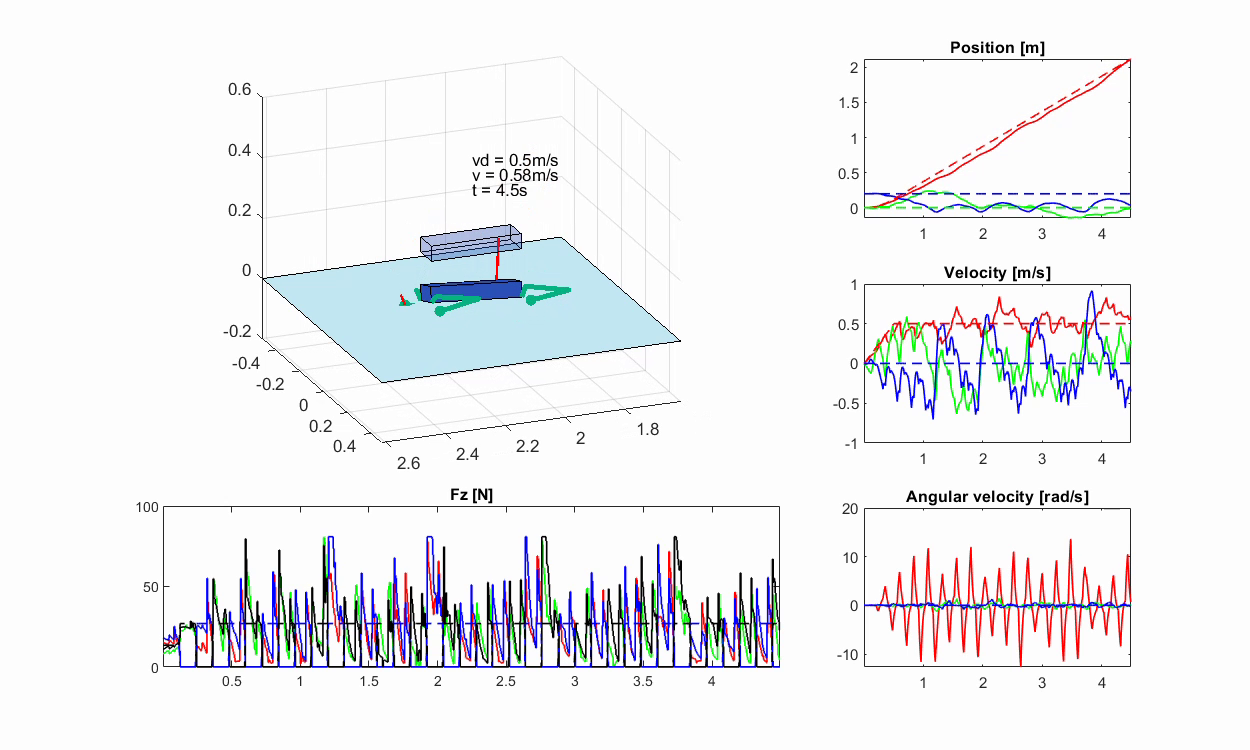 Position [m]
2
1.5
1
0.5
0
1 2 3 4
0.6
0.4
0.2
0
-0.2
vd = 0.5m/s
v = 0.58m/s
t = 4.5s
-0.4
-0.2
0
0.2
0.4
2.6 2.4 2.2 2 1.8
Velocity [m/s]
1
0.5
0
-0.5
-1
1 2 3 4
Fz [N]
100
50
0
0.5 1 1.5 2 2.5 3 3.5 4
Angular velocity [rad/s]
20
10
0
-10
1 2 3 4